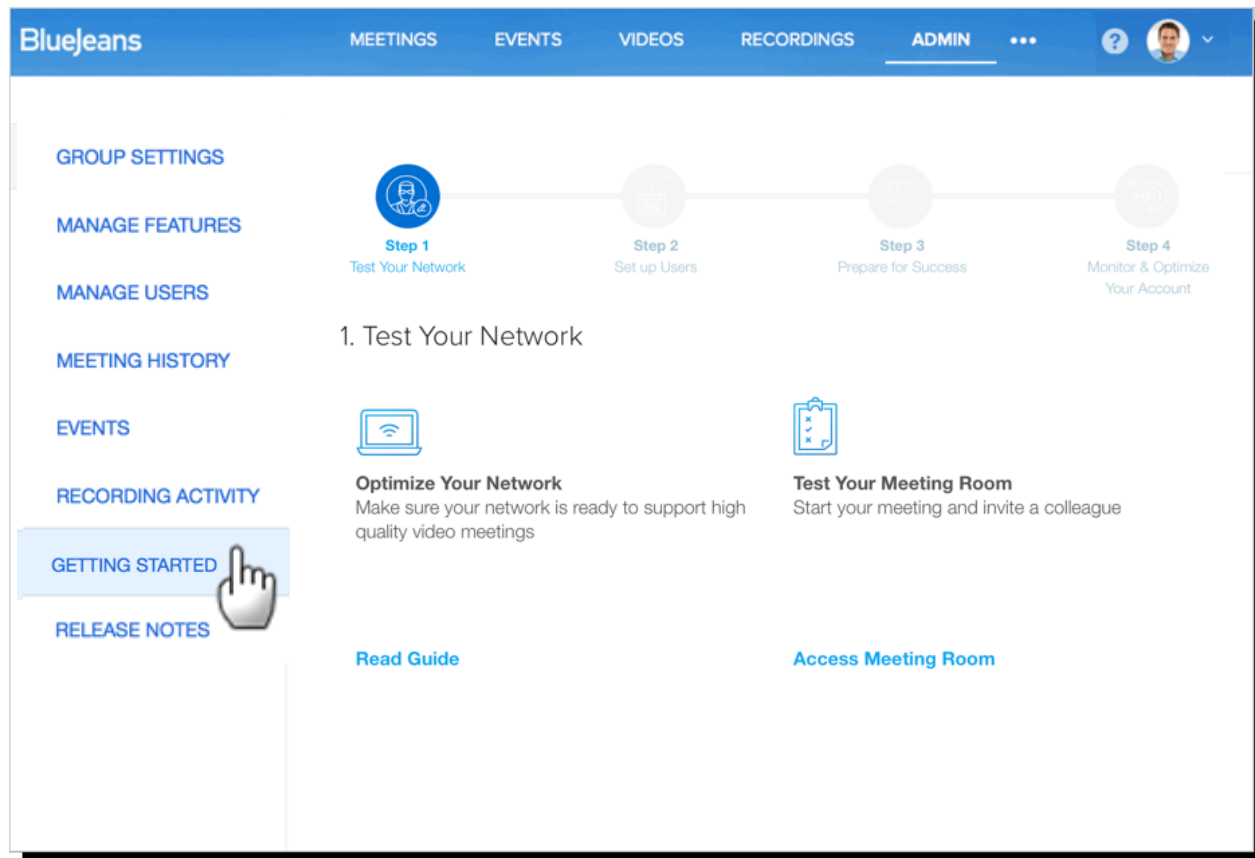 BlueJeans
MEETINGS EVENTS VIDEOS RECORDINGS ADMIN ••• ?
GROUP SETTINGS
MANAGE FEATURES
MANAGE USERS
MEETING HISTORY
EVENTS
RECORDING ACTIVITY
GETTING STARTED
RELEASE NOTES
Step 1
Test Your Network
Step 2
Set up Users
Step 3
Prepare for Success
Step 4
Monitor & Optimize
Your Account
1. Test Your Network
Optimize Your Network
Make sure your network is ready to support high
quality video meetings
Read Guide
Test Your Meeting Room
Start your meeting and invite a colleague
Access Meeting Room